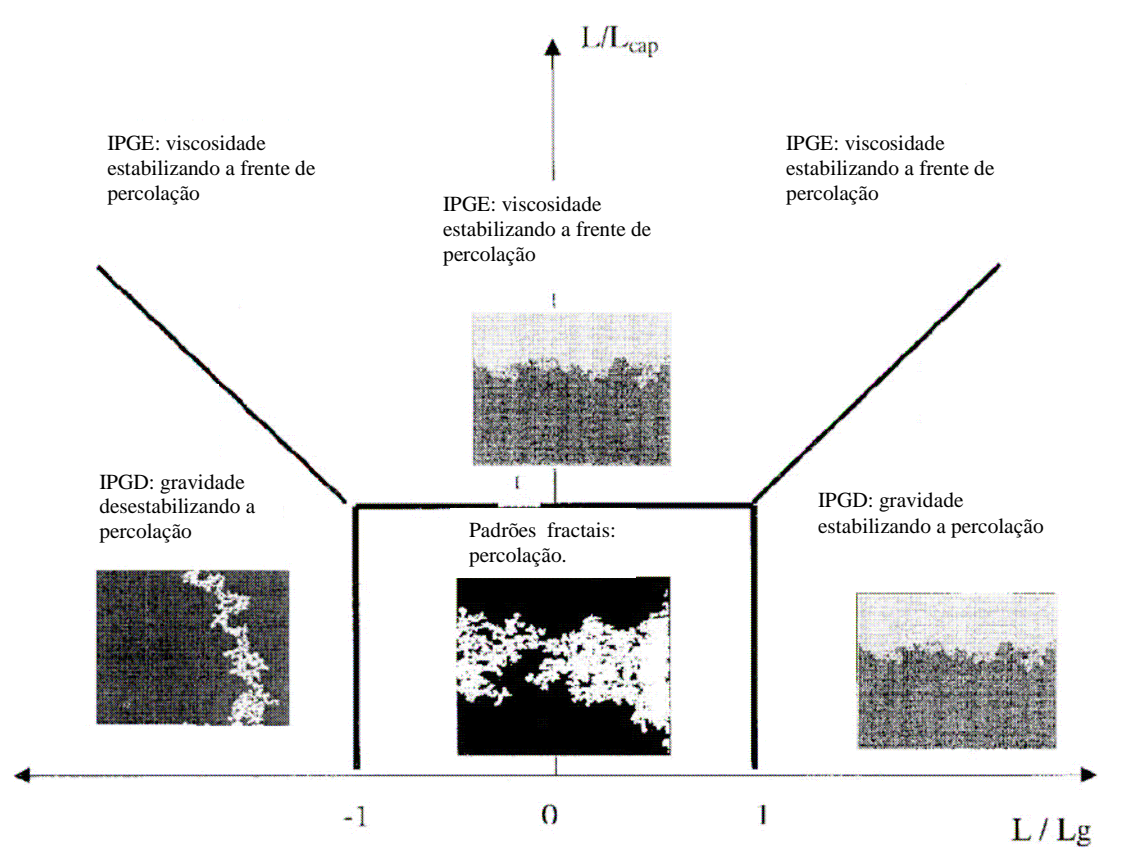 L/Lcap
IPGE: viscosidade
estabilizando a frente de
percolação
IPGE: viscosidade
estabilizando a frente de
percolação
IPGE: viscosidade
estabilizando a frente de
percolação
IPGD: gravidade
desestabilizando a
percolação
IPGD: gravidade
estabilizando a percolação
Padrões fractais:
percolação.
-1
0
1
L / Lg